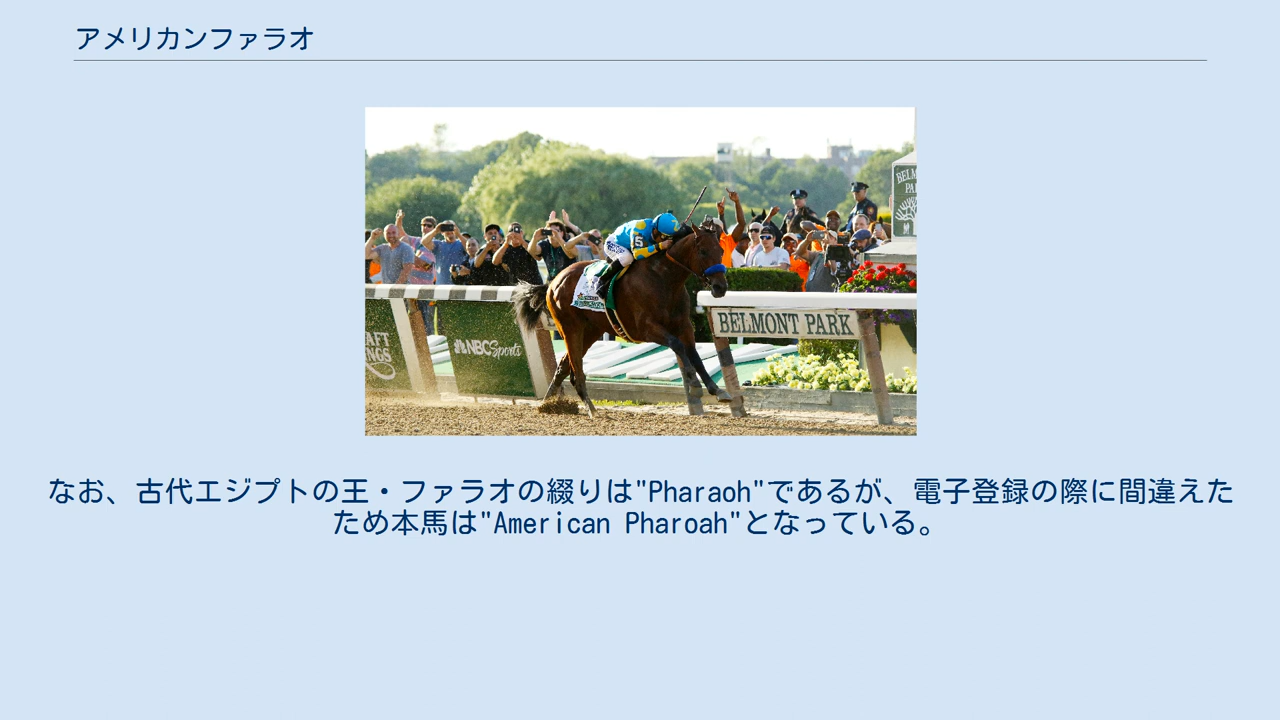 アメリカンファラオ
BELMONT PARK
NBC Sports
15
なお、古代エジプトの王・ファラオの綴りは"Pharaoh"であるが、電子登録の際に間違えた
ため本馬は"American Pharoah"となっている。